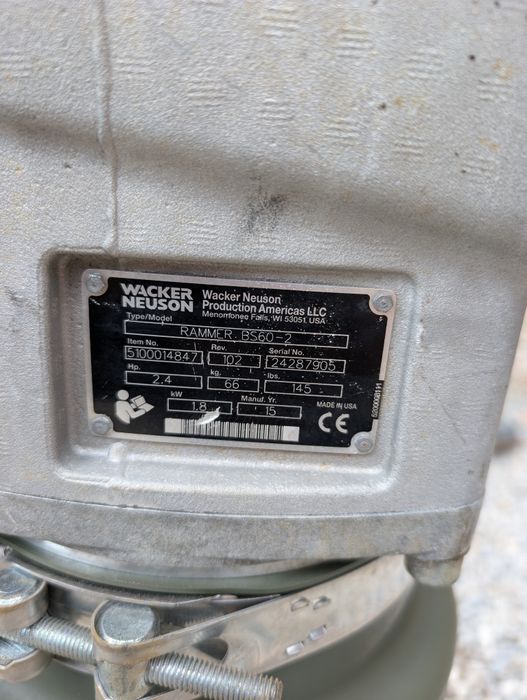 WACKER NEUSON
Wacker Neuson
Production Americas LLC
Menomonee Falls, WI 53051 USA
Type/Model
RAMMER BS60-2
Item No. Rev. Serial No.
5100014847 102 24287905
Hp. kg. lbs.
2.4 66 145
kW Manuf. Yr.
1.8 15
MADE IN USA
CE
5200008111